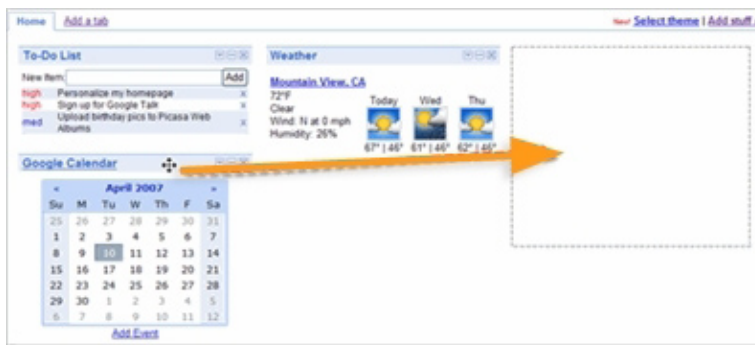 Home Add a tab
New! Select theme | Add stuff
To-Do List
New Item: Add
high Personalize my homepage x
high Sign up for Google Talk x
med Upload birthday pics to Picasa Web x
Albums
Weather
Mountain View, CA
72°F
Clear
Wind: N at 0 mph
Humidity: 26%
Today Wed Thu
67° | 46° 61° | 46° 62° | 46°
Google Calendar
« April 2007 »
Su M Tu W Th F Sa
25 26 27 28 29 30 31
1 2 3 4 5 6 7
8 9 10 11 12 13 14
15 16 17 18 19 20 21
22 23 24 25 26 27 28
29 30 1 2 3 4 5
6 7 8 9 10 11 12
Add Event